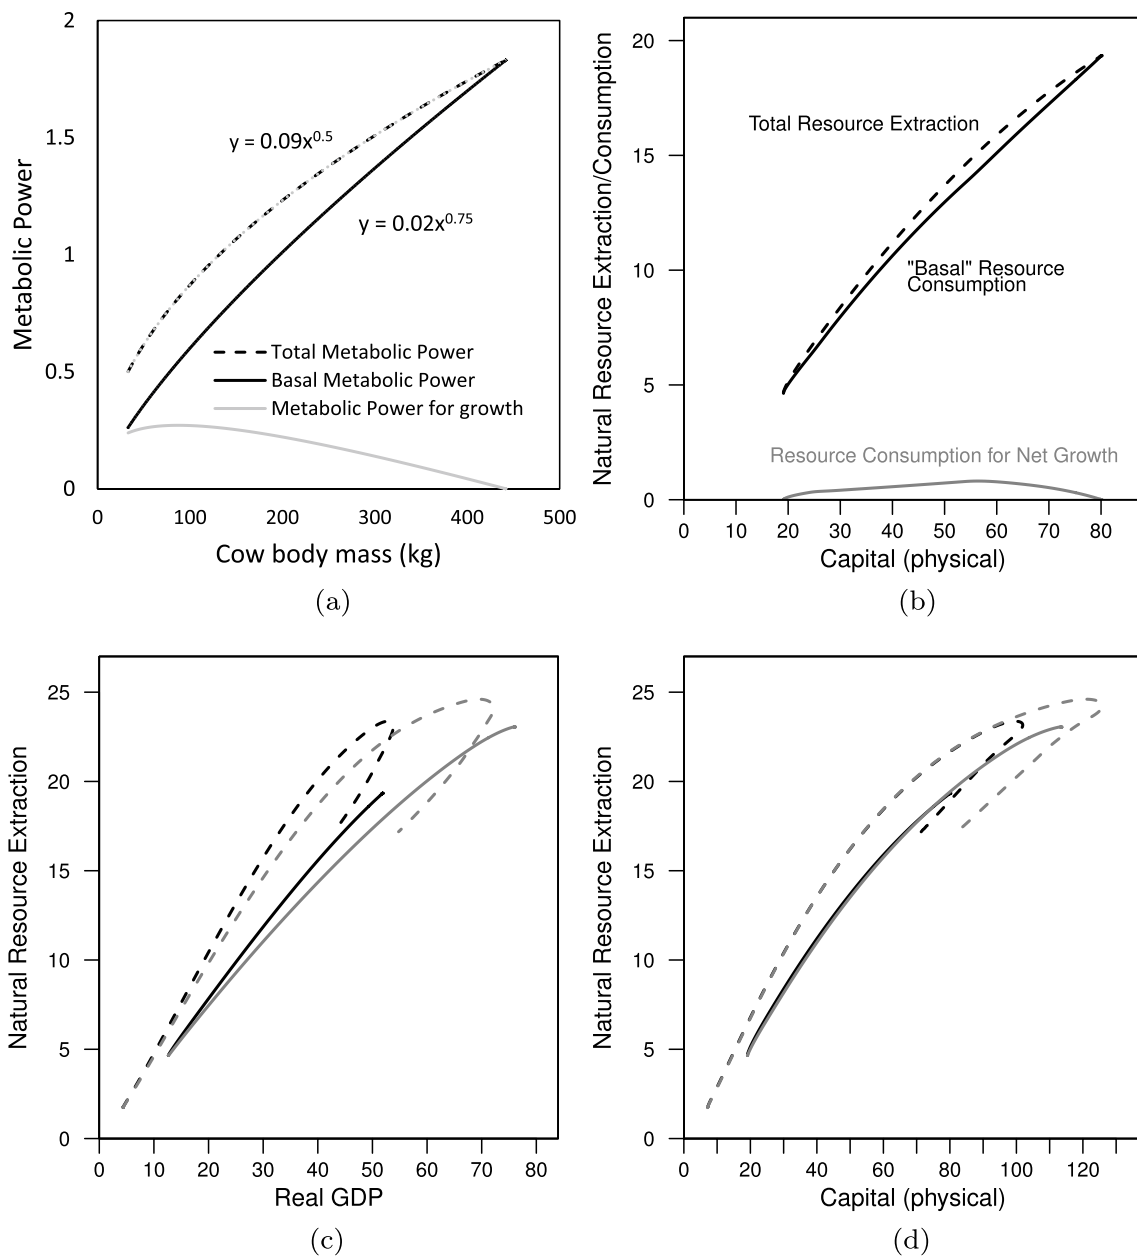 2
1.5
1
0.5
0
Metabolic Power
y = 0.09x^0.5
y = 0.02x^0.75
Total Metabolic Power
Basal Metabolic Power
Metabolic Power for growth
0 100 200 300 400 500
Cow body mass (kg)
(a)
20
15
10
5
0
Natural Resource Extraction/Consumption
Total Resource Extraction
"Basal" Resource
Consumption
Resource Consumption for Net Growth
0 10 20 30 40 50 60 70 80
Capital (physical)
(b)
25
20
15
10
5
0
Natural Resource Extraction
0 10 20 30 40 50 60 70 80
Real GDP
(c)
25
20
15
10
5
0
Natural Resource Extraction
0 20 40 60 80 100 120
Capital (physical)
(d)